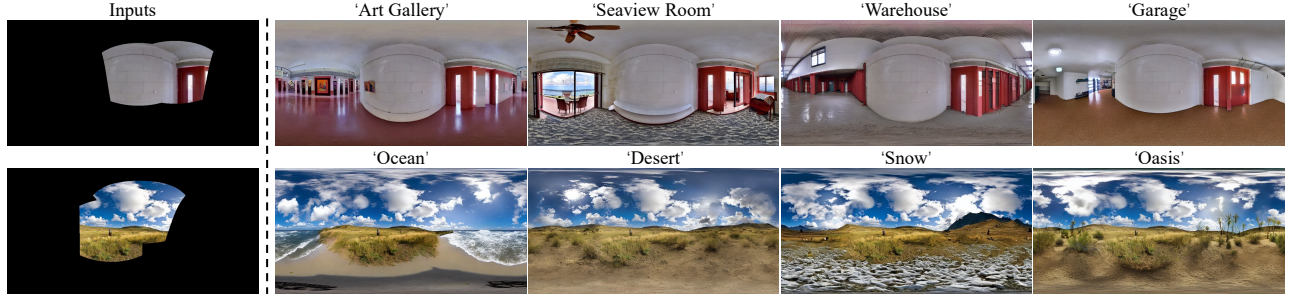 Inputs
‘Art Gallery’
‘Seaview Room’
‘Warehouse’
‘Garage’
‘Ocean’
‘Desert’
‘Snow’
‘Oasis’